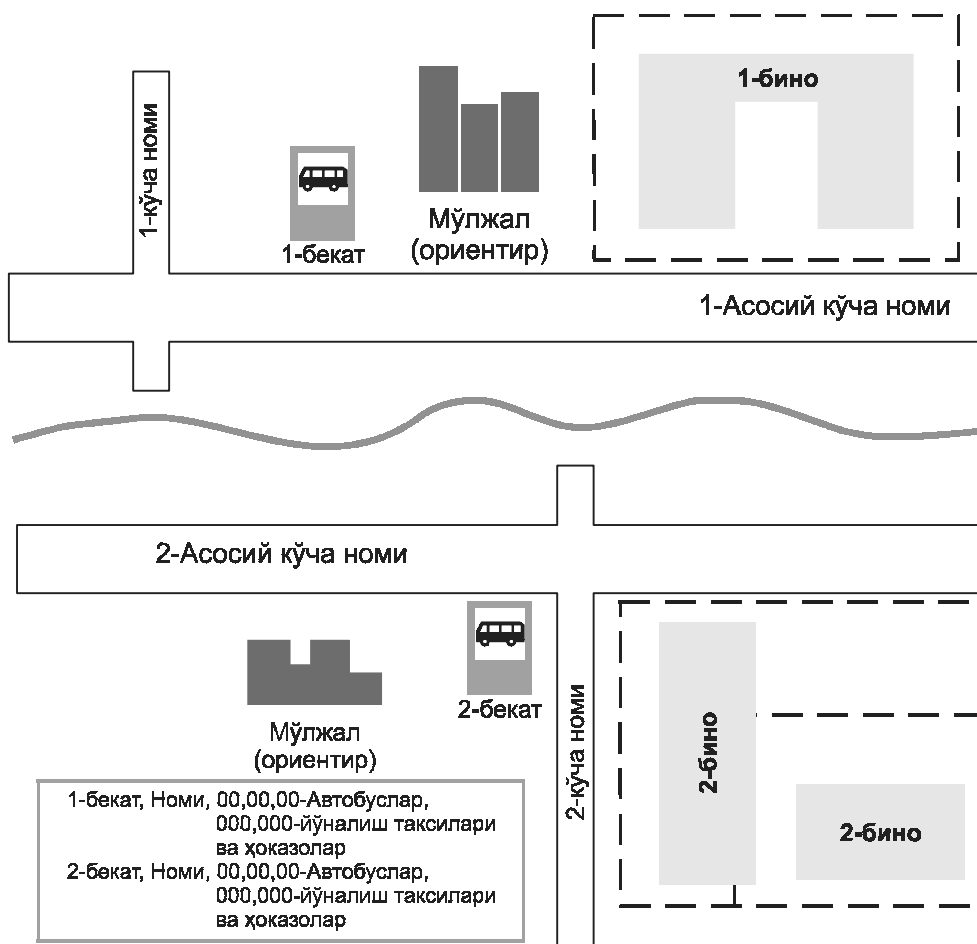 1-бино
1-кўча номи
Мўлжал
(ориентир)
1-бекат
1-Асосий кўча номи
2-Асосий кўча номи
2-бекат
Мўлжал
(ориентир)
2-кўча номи
2-бино
2-бино
1-бекат, Номи, 00,00,00-Автобуслар,
000,000-йўналиш таксилари
ва ҳоказолар
2-бекат, Номи, 00,00,00-Автобуслар,
000,000-йўналиш таксилари
ва ҳоказолар